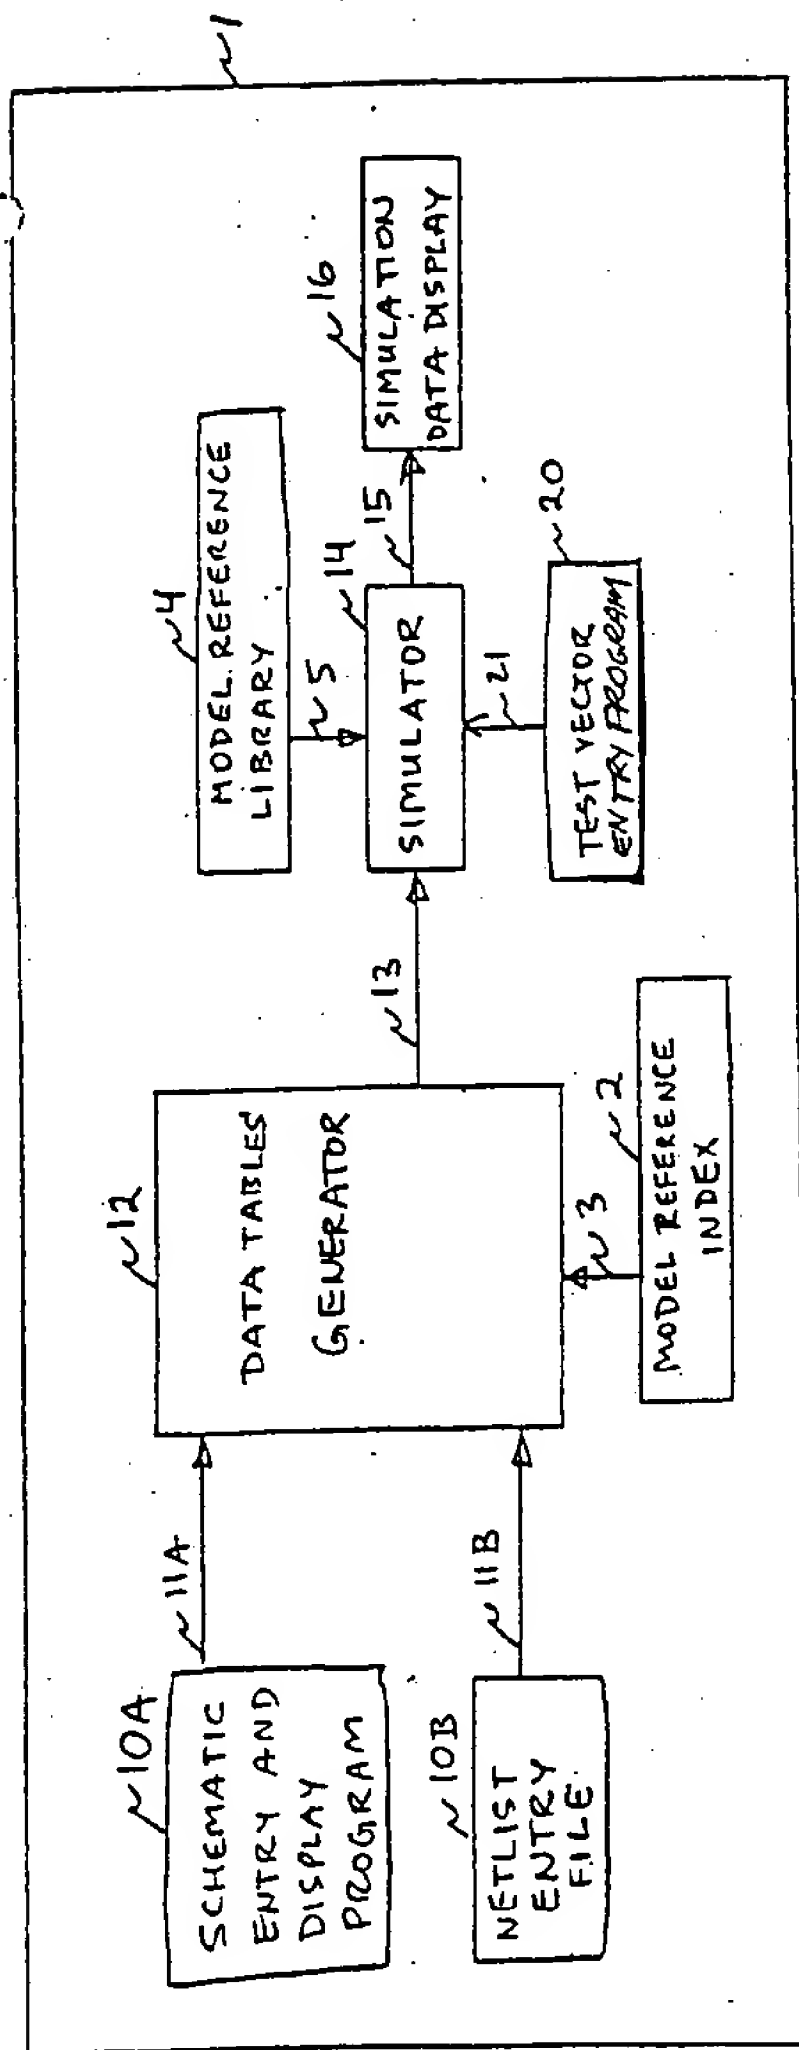 1
10A
SCHEMATIC
ENTRY AND
DISPLAY
PROGRAM
11A
10B
NETLIST
ENTRY
FILE
11B
12
DATA TABLES
GENERATOR
3
2
MODEL REFERENCE
INDEX
13
4
MODEL REFERENCE
LIBRARY
5
14
SIMULATOR
15
16
SIMULATION
DATA DISPLAY
21
20
TEST VECTOR
ENTRY PROGRAM